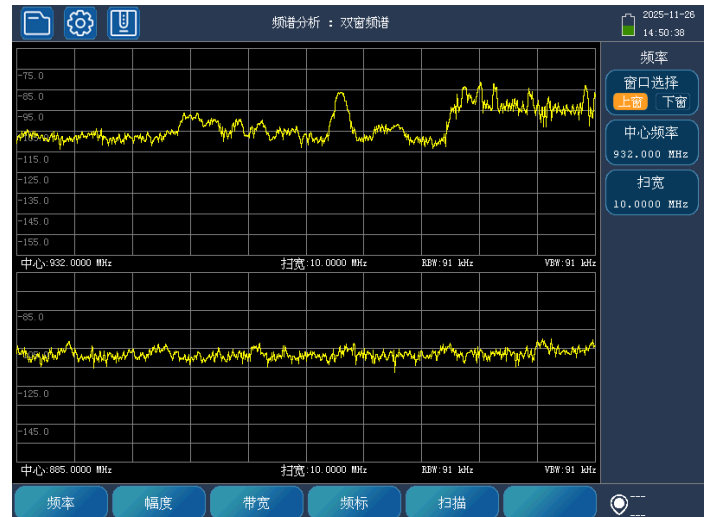 频谱分析 : 双窗频谱
2025-11-26
14:50:38
频率
窗口选择
上窗 下窗
中心频率
932.000 MHz
扫宽
10.0000 MHz
-75.0
-85.0
-95.0
-115.0
-125.0
-135.0
-145.0
-155.0
中心:932.0000 MHz 扫宽:10.0000 MHz RBW:91 kHz VBW:91 kHz
-85.0
-125.0
-145.0
中心:885.0000 MHz 扫宽:10.0000 MHz RBW:91 kHz VBW:91 kHz
频率 幅度 带宽 频标 扫描
---
---